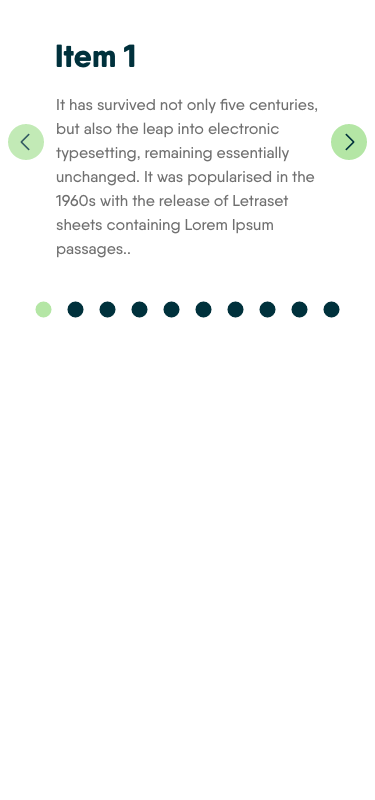 Item 1
It has survived not only five centuries,
but also the leap into electronic
typesetting, remaining essentially
unchanged. It was popularised in the
1960s with the release of Letraset
sheets containing Lorem Ipsum
passages..